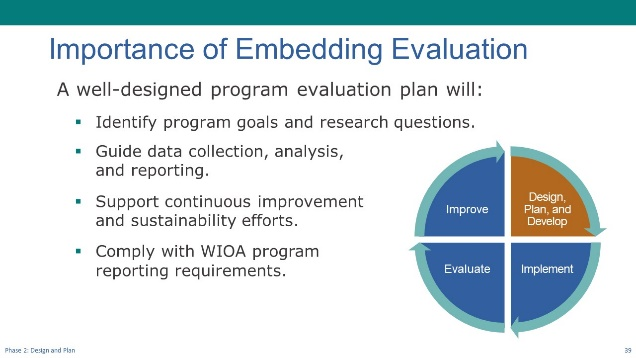 Importance of Embedding Evaluation
A well-designed program evaluation plan will:
▪ Identify program goals and research questions.
▪ Guide data collection, analysis,
and reporting.
▪ Support continuous improvement
and sustainability efforts.
▪ Comply with WIOA program
reporting requirements.
Improve
Design,
Plan, and
Develop
Evaluate
Implement
Phase 2: Design and Plan
39